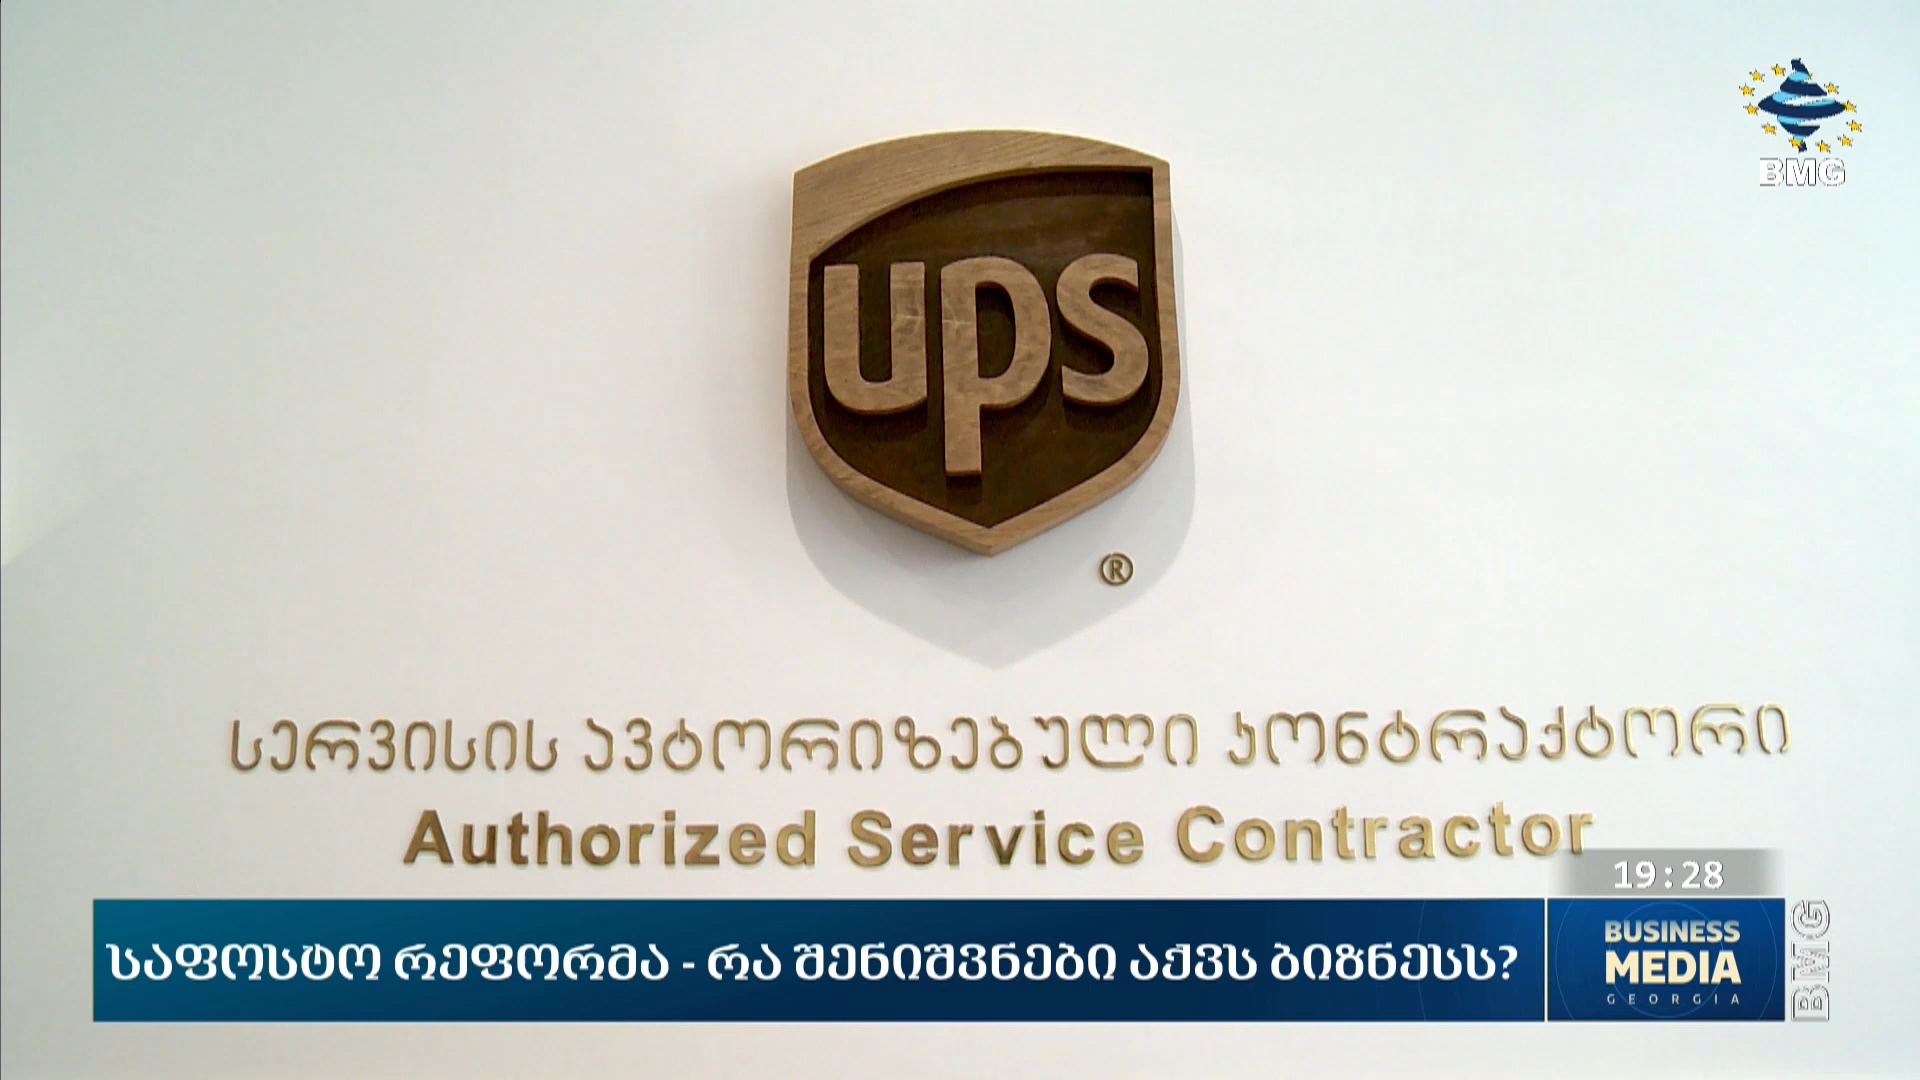 BMG
ups
®
სერვისის ავტორიზებული კონტრაქტორი
Authorized Service Contractor
19:28
საფოსტო რეფორმა - რა შენიშვნები აქვს ბიზნესს?
BUSINESS
MEDIA
GEORGIA
BMG